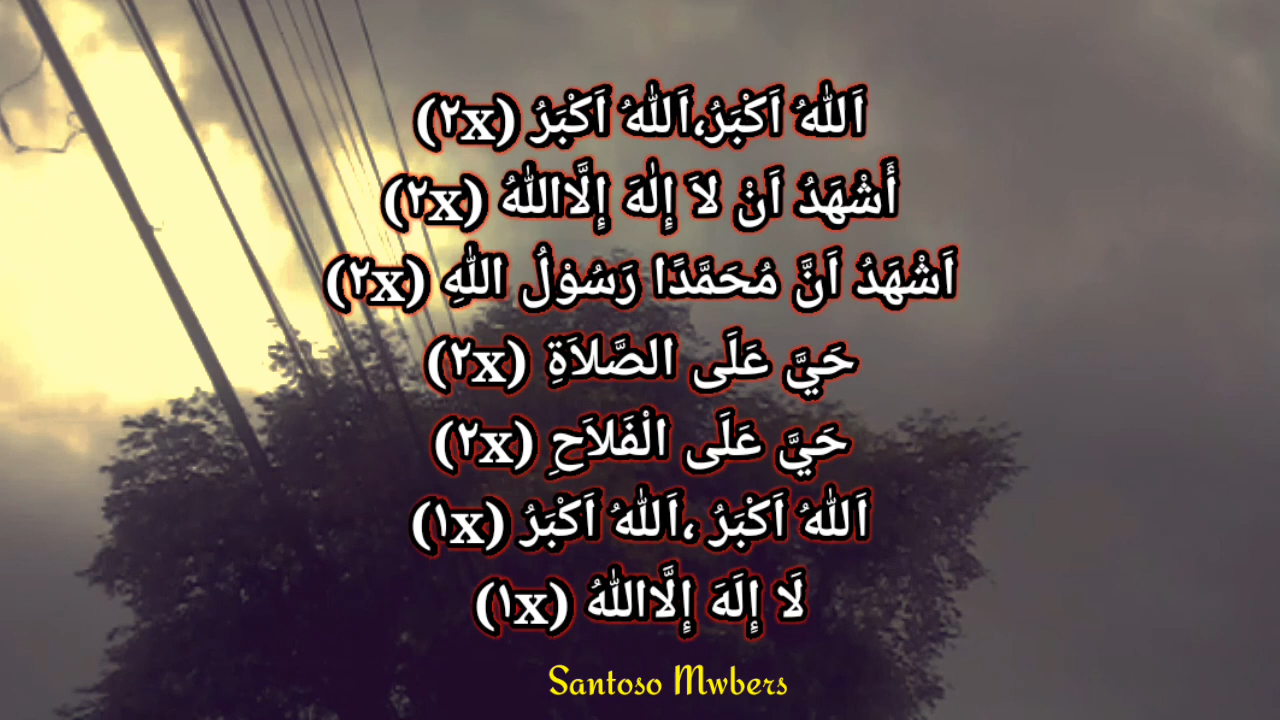 اَللّٰهُ اَكْبَرُ،اَللّٰهُ اَكْبَرُ (٢x)
أَشْهَدُ اَنْ لاَ إِلٰهَ إِلَّااللّٰهُ (٢x)
اَشْهَدُ اَنَّ مُحَمَّدًا رَسُوْلُ اللّٰهِ (٢x)
حَيَّ عَلَى الصَّلاَةِ (٢x)
حَيَّ عَلَى الْفَلاَحِ (٢x)
اَللّٰهُ اَكْبَرُ ،اَللّٰهُ اَكْبَرُ (١x)
لَا إِلَهَ إِلَّااللّٰهُ (١x)
Santoso Mwbers